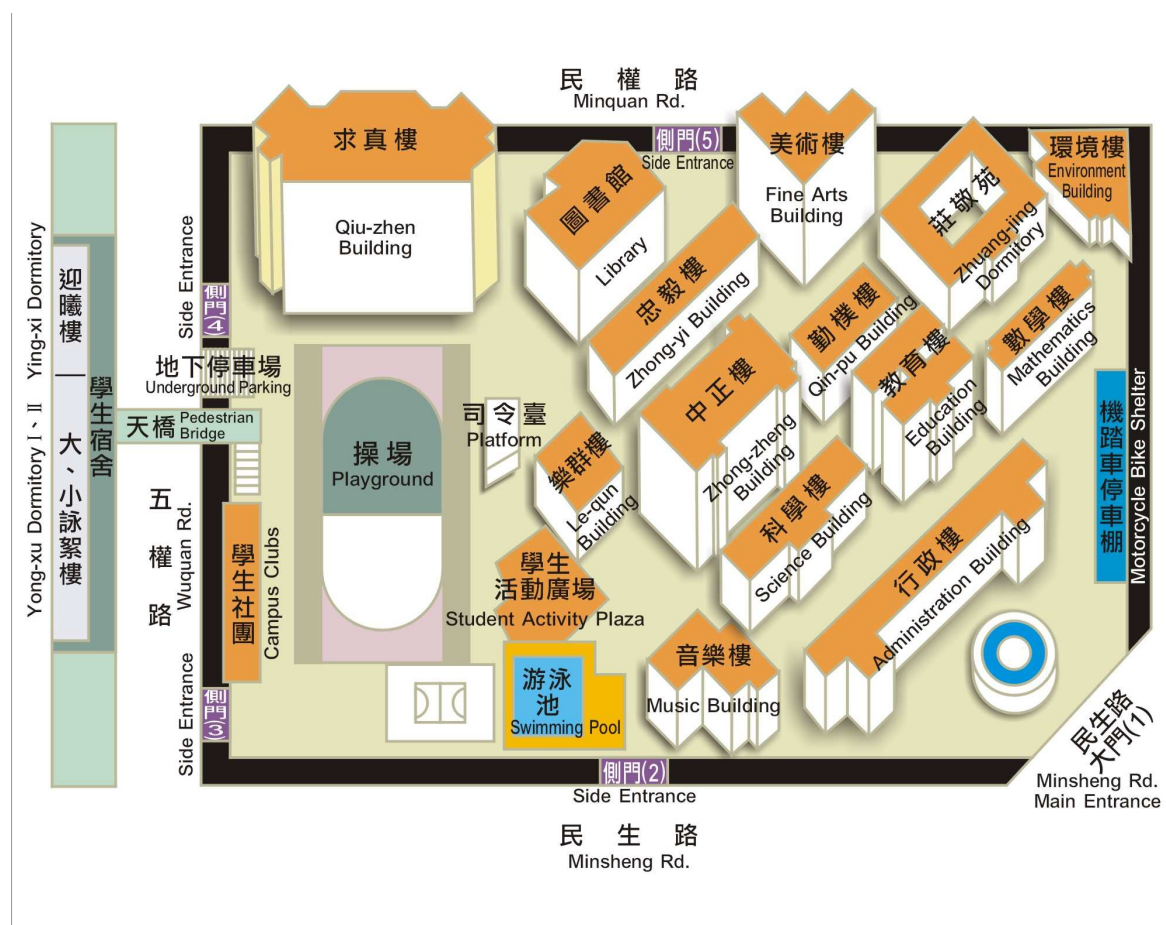 民權路
Minquan Rd.
側門(5)
Side Entrance
求真樓
Qiu-zhen
Building
圖書館
Library
美術樓
Fine Arts
Building
莊敬苑
Zhuang-jing
Dormitory
環境樓
Environment
Building
忠毅樓
Zhong-yi Building
勤樸樓
Qin-pu Building
教育樓
Education
Building
數學樓
Mathematics
Building
中正樓
Zhong-zheng
Building
Side Entrance
側門(4)
地下停車場
Underground Parking
天橋
Pedestrian
Bridge
迎曦樓
Ying-xi Dormitory
大、小詠絮樓
Yong-xu Dormitory I、II
學生宿舍
五權路
Wuquan Rd.
學生社團
Campus Clubs
操場
Playground
司令臺
Platform
樂群樓
Le-qun
Building
科學樓
Science Building
行政樓
Administration Building
機踏車停車棚
Motorcycle Bike Shelter
學生
活動廣場
Student Activity Plaza
游泳
池
Swimming Pool
音樂樓
Music Building
Side Entrance
側門(3)
側門(2)
Side Entrance
民生路
大門(1)
Minsheng Rd.
Main Entrance
民生路
Minsheng Rd.